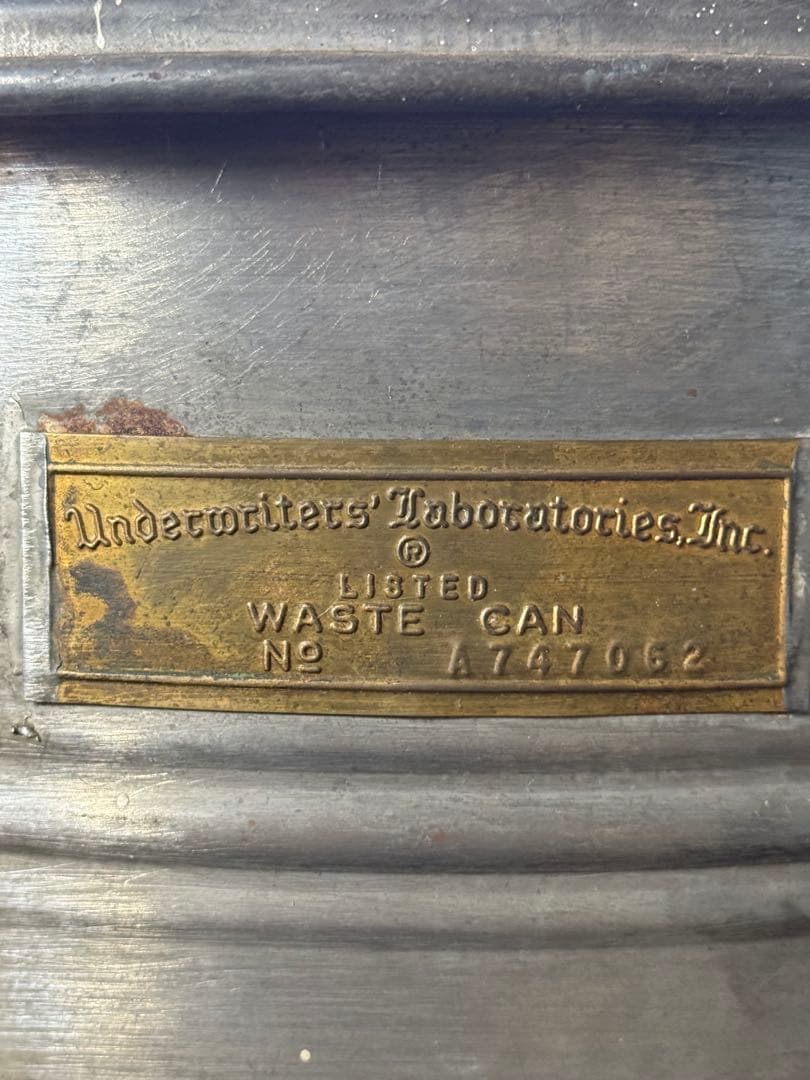 Underwriters' Laboratories, Inc.
®
LISTED
WASTE CAN
Nº A747062